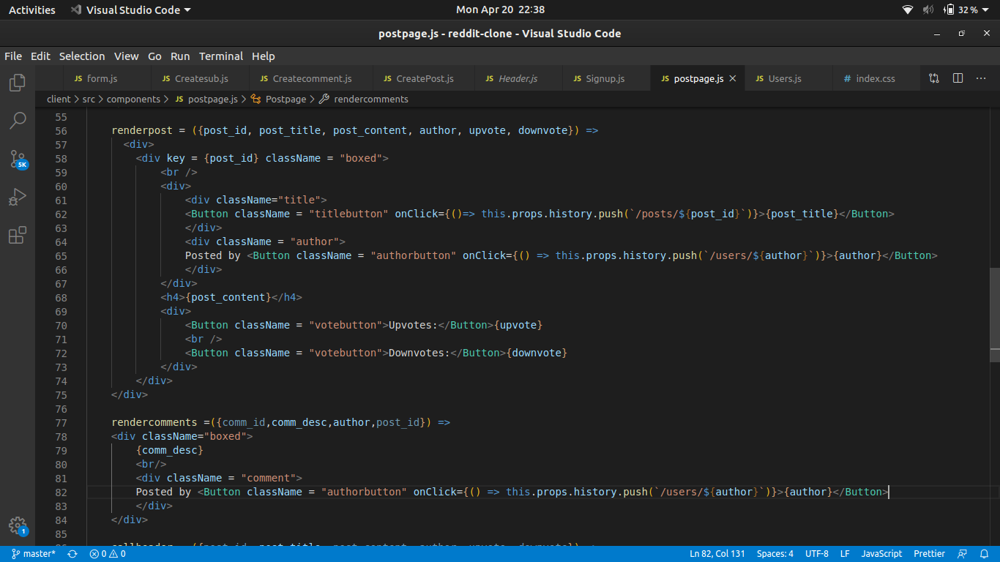 Activities Visual Studio Code Mon Apr 20 22:38 32 %
postpage.js - reddit-clone - Visual Studio Code
File Edit Selection View Go Run Terminal Help
JS form.js JS Createsub.js JS Createcomment.js JS CreatePost.js JS Header.js JS Signup.js JS postpage.js JS Users.js # index.css
client > src > components > JS postpage.js > Postpage > rendercomments
55
56 renderpost = ({post_id, post_title, post_content, author, upvote, downvote}) =>
57 <div>
58 <div key = {post_id} className = "boxed">
59 <br />
60 <div>
61 <div className="title">
62 <Button className = "titlebutton" onClick={()=> this.props.history.push(`/posts/${post_id}`)}>{post_title}</Button>
63 </div>
64 <div className = "author">
65 Posted by <Button className = "authorbutton" onClick={() => this.props.history.push(`/users/${author}`)}>{author}</Button>
66 </div>
67 </div>
68 <h4>{post_content}</h4>
69 <div>
70 <Button className = "votebutton">Upvotes:</Button>{upvote}
71 <br />
72 <Button className = "votebutton">Downvotes:</Button>{downvote}
73 </div>
74 </div>
75 </div>
76
77 rendercomments =({comm_id,comm_desc,author,post_id}) =>
78 <div className="boxed">
79 {comm_desc}
80 <br/>
81 <div className = "comment">
82 Posted by <Button className = "authorbutton" onClick={() => this.props.history.push(`/users/${author}`)}>{author}</Button>
83 </div>
84 </div>
85
5K
1
master* 0 0 Ln 82, Col 131 Spaces: 4 UTF-8 LF JavaScript Prettier